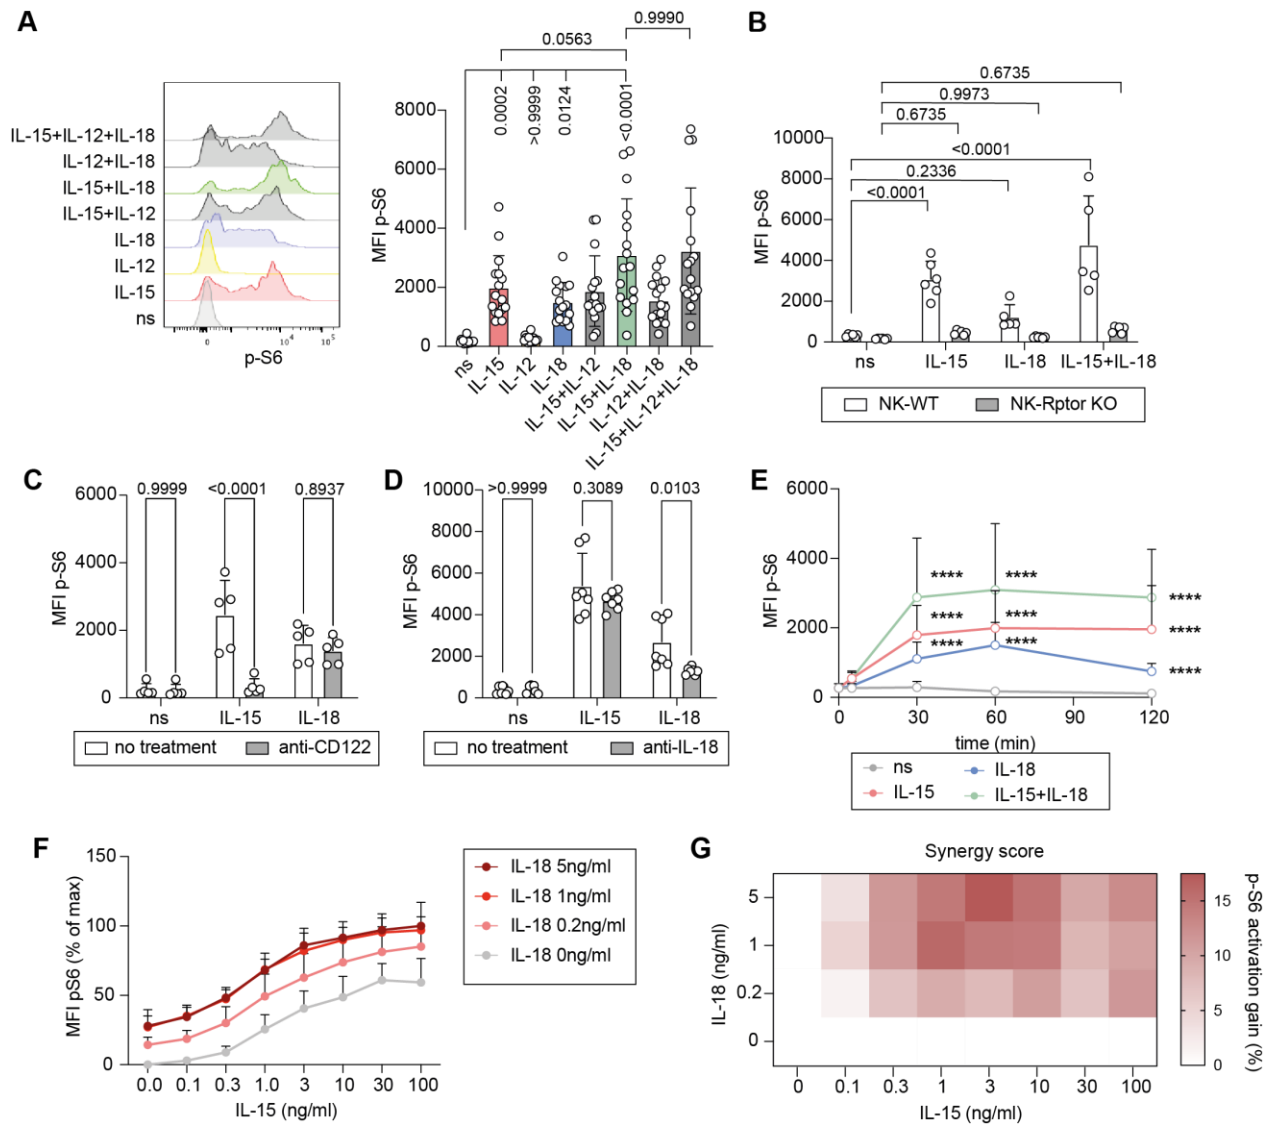 A
IL-15+IL-12+IL-18
IL-12+IL-18
IL-15+IL-18
IL-15+IL-12
IL-18
IL-12
IL-15
ns
0
10⁴
10⁵
p-S6
0.9990
0.0563
0.0002
>0.9999
0.0124
<0.0001
MFI p-S6
8000
6000
4000
2000
0
ns
IL-15
IL-12
IL-18
IL-15+IL-12
IL-15+IL-18
IL-12+IL-18
IL-15+IL-12+IL-18
B
0.6735
0.9973
0.6735
<0.0001
0.2336
<0.0001
MFI p-S6
10000
8000
6000
4000
2000
0
ns
IL-15
IL-18
IL-15+IL-18
NK-WT
NK-Rptor KO
C
0.9999
<0.0001
0.8937
MFI p-S6
6000
4000
2000
0
ns
IL-15
IL-18
no treatment
anti-CD122
D
>0.9999
0.3089
0.0103
MFI p-S6
10000
8000
6000
4000
2000
0
ns
IL-15
IL-18
no treatment
anti-IL-18
E
MFI p-S6
6000
4000
2000
0
****
****
****
****
****
****
****
****
****
0
30
60
90
120
time (min)
ns
IL-18
IL-15
IL-15+IL-18
F
MFI pS6 (% of max)
150
100
50
0
0.0
0.1
0.3
1.0
3
10
30
100
IL-15 (ng/ml)
IL-18 5ng/ml
IL-18 1ng/ml
IL-18 0.2ng/ml
IL-18 0ng/ml
G
Synergy score
IL-18 (ng/ml)
5
1
0.2
0
0
0.1
0.3
1
3
10
30
100
IL-15 (ng/ml)
15
10
5
0
p-S6 activation gain (%)